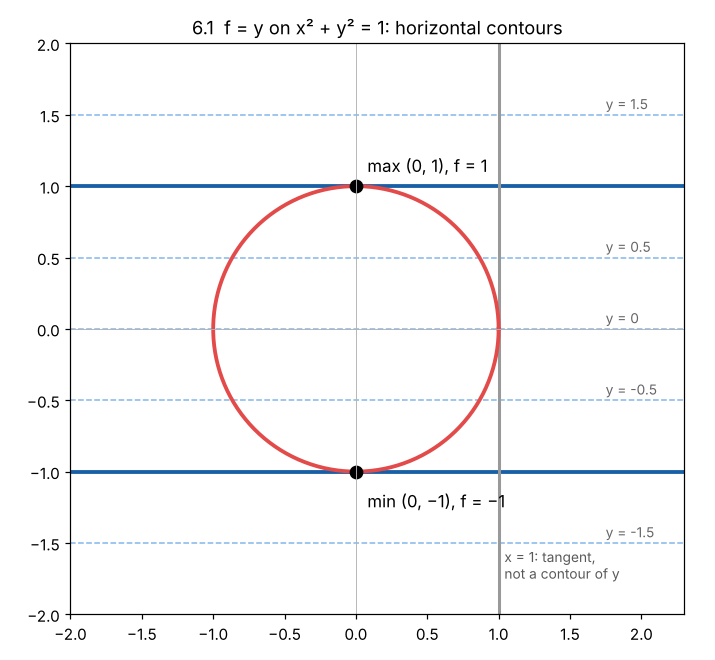 6.1 f = y on x² + y² = 1: horizontal contours
2.0
y = 1.5
1.5
max (0, 1), f = 1
1.0
y = 0.5
0.5
y = 0
0.0
y = -0.5
−0.5
−1.0
min (0, −1), f = −1
y = -1.5
−1.5
x = 1: tangent,
not a contour of y
−2.0
−2.0 −1.5 −1.0 −0.5 0.0 0.5 1.0 1.5 2.0